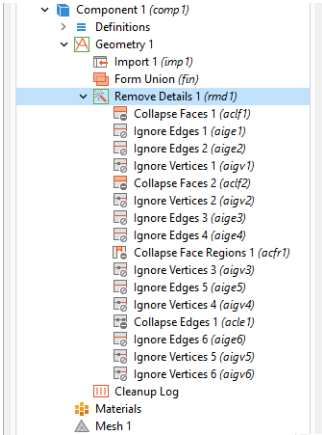 Component 1 (comp1)
Definitions
Geometry 1
Import 1 (imp1)
Form Union (fin)
Remove Details 1 (rmd1)
Collapse Faces 1 (aclf1)
Ignore Edges 1 (aige1)
Ignore Edges 2 (aige2)
Ignore Vertices 1 (aigv1)
Collapse Faces 2 (aclf2)
Ignore Vertices 2 (aigv2)
Ignore Edges 3 (aige3)
Ignore Edges 4 (aige4)
Collapse Face Regions 1 (acfr1)
Ignore Vertices 3 (aigv3)
Ignore Edges 5 (aige5)
Ignore Vertices 4 (aigv4)
Collapse Edges 1 (acle1)
Ignore Edges 6 (aige6)
Ignore Vertices 5 (aigv5)
Ignore Vertices 6 (aigv6)
Cleanup Log
Materials
Mesh 1